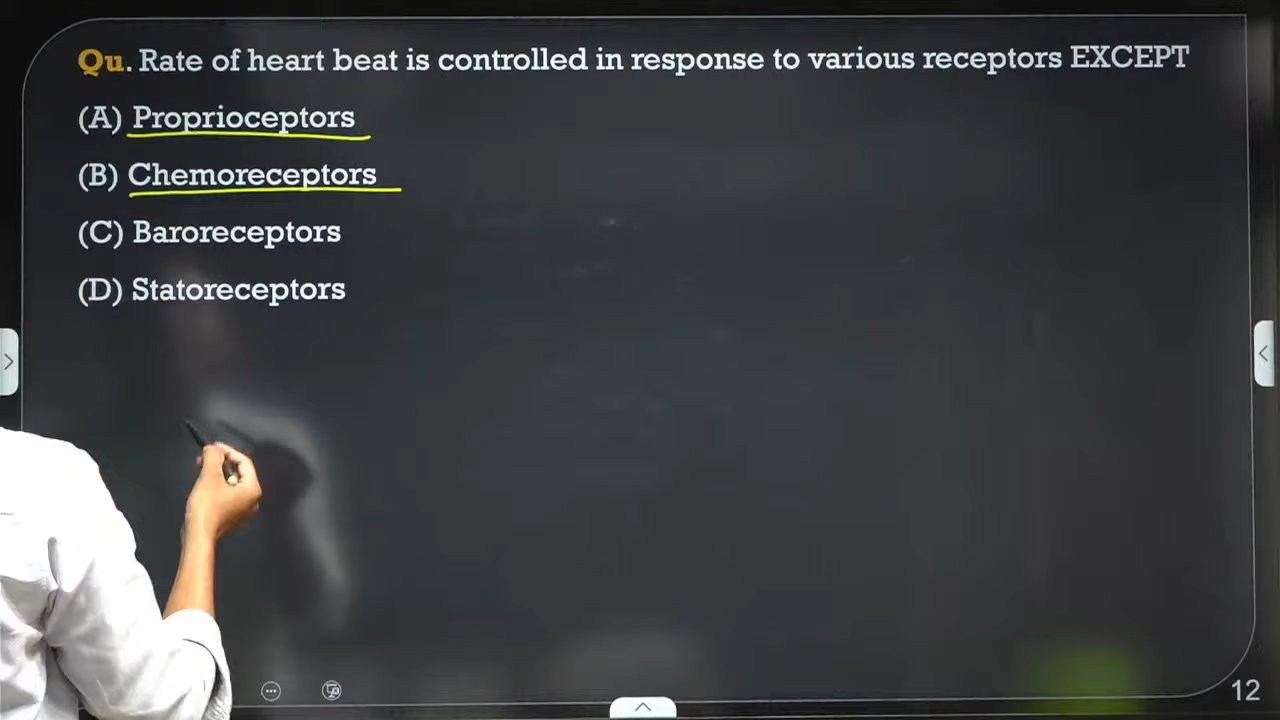 Qu. Rate of heart beat is controlled in response to various receptors EXCEPT
(A) Proprioceptors
(B) Chemoreceptors
(C) Baroreceptors
(D) Statoreceptors
12